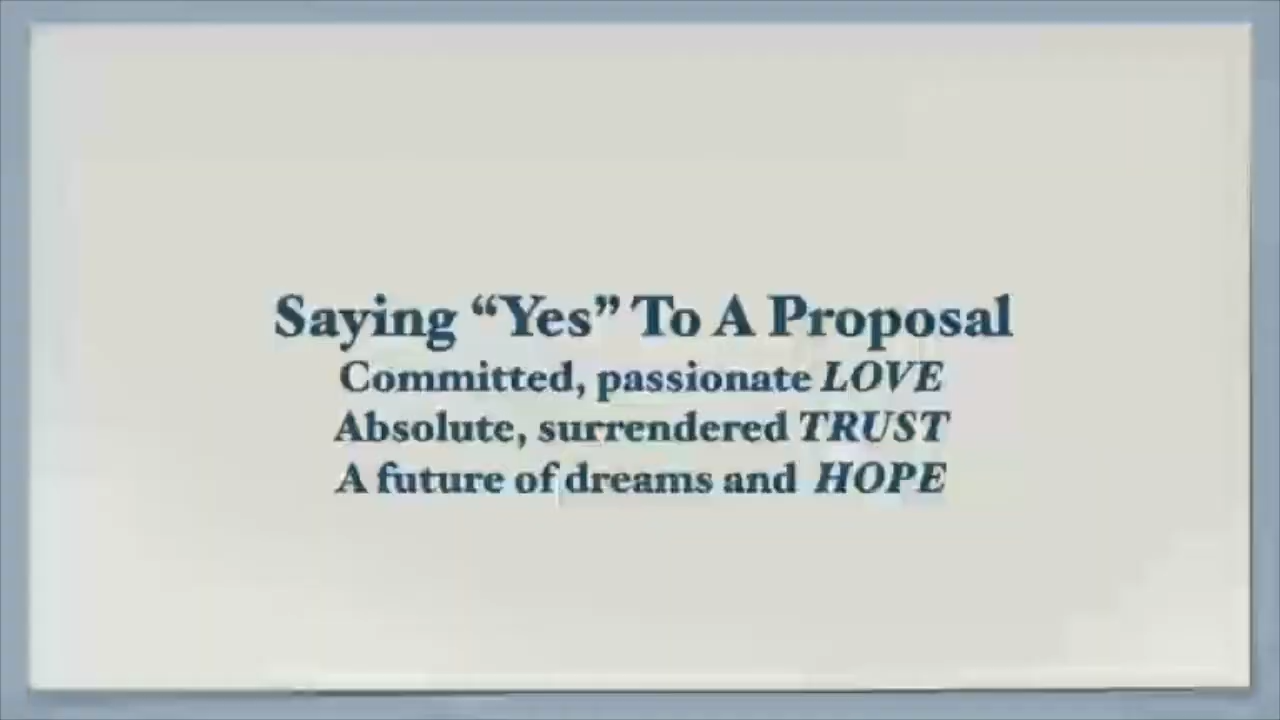 Saying “Yes” To A Proposal
Committed, passionate LOVE
Absolute, surrendered TRUST
A future of dreams and HOPE